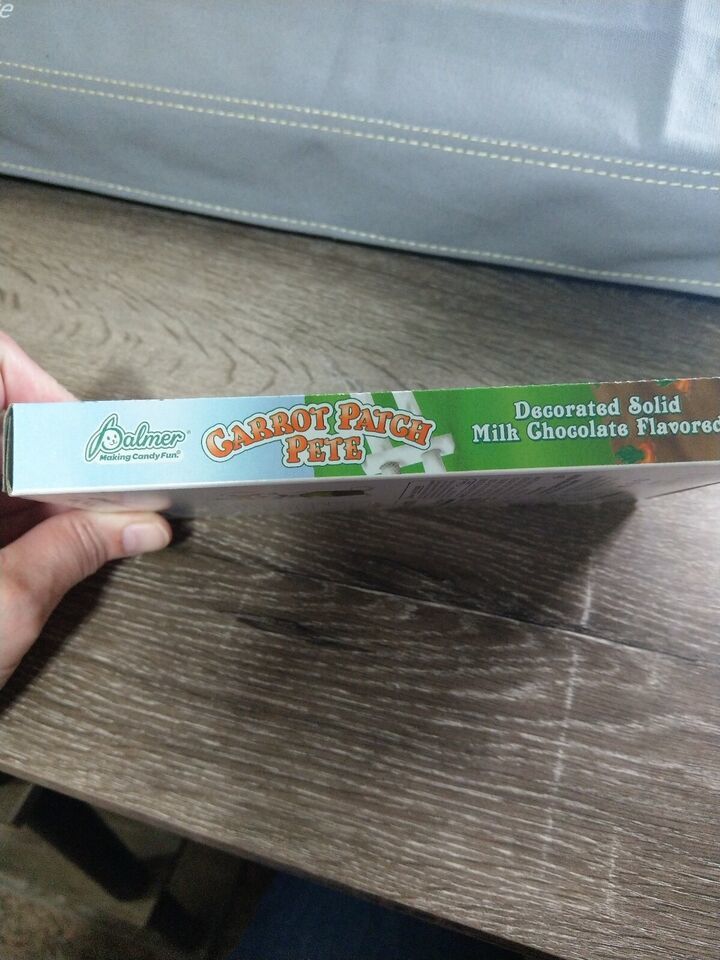 e
Palmer®
Making Candy Fun.®
CARROT PATCH
PETE
Decorated Solid
Milk Chocolate Flavored